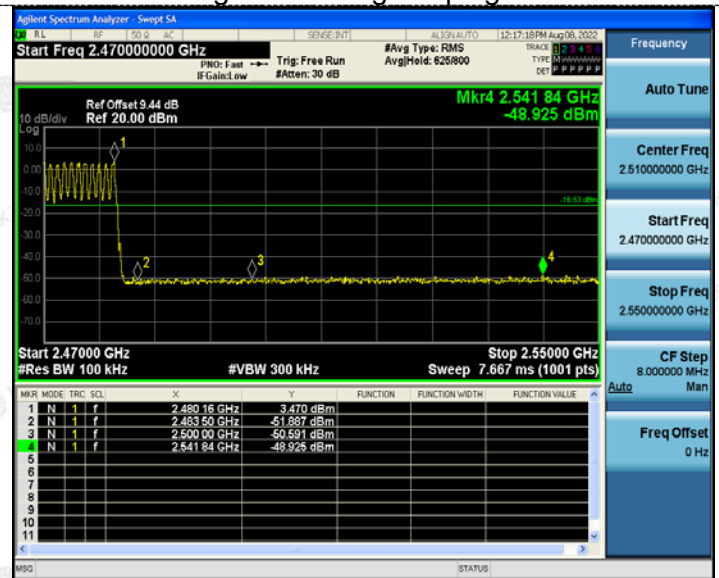 Agilent Spectrum Analyzer - Swept SA
RL RF 50 Ω AC SENSE:INT ALIGNAUTO 12:17:18PM Aug 08, 2022
Start Freq 2.470000000 GHz
PNO: Fast
IFGain:Low
Trig: Free Run
#Atten: 30 dB
#Avg Type: RMS
Avg|Hold: 625/800
TRACE 1 2 3 4 5 6
TYPE M
DET P P P P P P
Ref Offset 9.44 dB
Ref 20.00 dBm
10 dB/div
Log
Mkr4 2.541 84 GHz
-48.925 dBm
10.0
0.00
-10.0
-20.0
-30.0
-40.0
-50.0
-60.0
-70.0
1
2
3
4
-16.53 dBm
Start 2.47000 GHz
Stop 2.55000 GHz
#Res BW 100 kHz
#VBW 300 kHz
Sweep 7.667 ms (1001 pts)
MKR MODE TRC SCL X Y FUNCTION FUNCTION WIDTH FUNCTION VALUE
1 N 1 f 2.480 16 GHz 3.470 dBm
2 N 1 f 2.483 50 GHz -51.887 dBm
3 N 1 f 2.500 00 GHz -50.591 dBm
4 N 1 f 2.541 84 GHz -48.925 dBm
5
6
7
8
9
10
11
MSG
STATUS
Frequency
Auto Tune
Center Freq
2.510000000 GHz
Start Freq
2.470000000 GHz
Stop Freq
2.550000000 GHz
CF Step
8.000000 MHz
Auto Man
Freq Offset
0 Hz